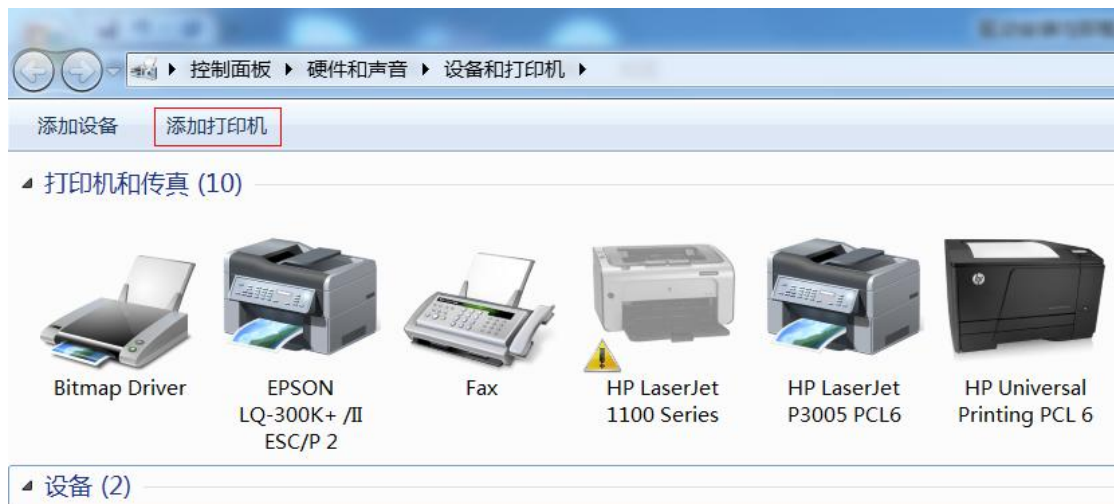 控制面板 硬件和声音 设备和打印机
添加设备 添加打印机
打印机和传真 (10)
Bitmap Driver
EPSON
LQ-300K+ /II
ESC/P 2
Fax
HP LaserJet
1100 Series
HP LaserJet
P3005 PCL6
HP Universal
Printing PCL 6
设备 (2)